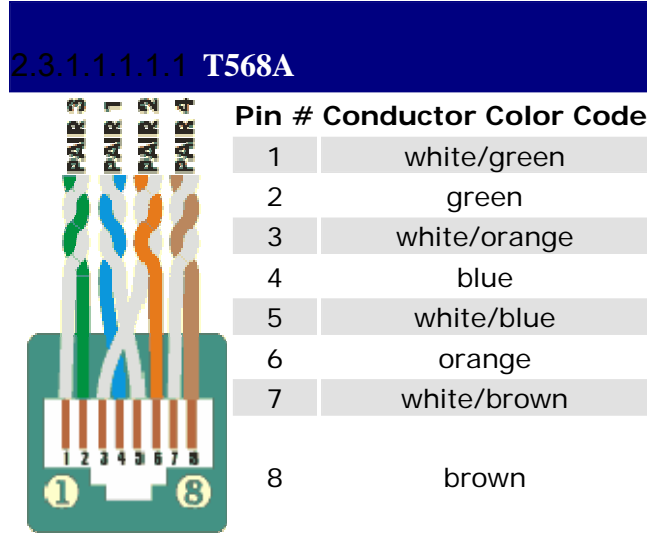 2.3.1.1.1.1.1 T568A
PAIR 3
PAIR 1
PAIR 2
PAIR 4
Pin # Conductor Color Code
1 white/green
2 green
3 white/orange
4 blue
5 white/blue
6 orange
7 white/brown
8 brown
1 2 3 4 5 6 7 8
1 8